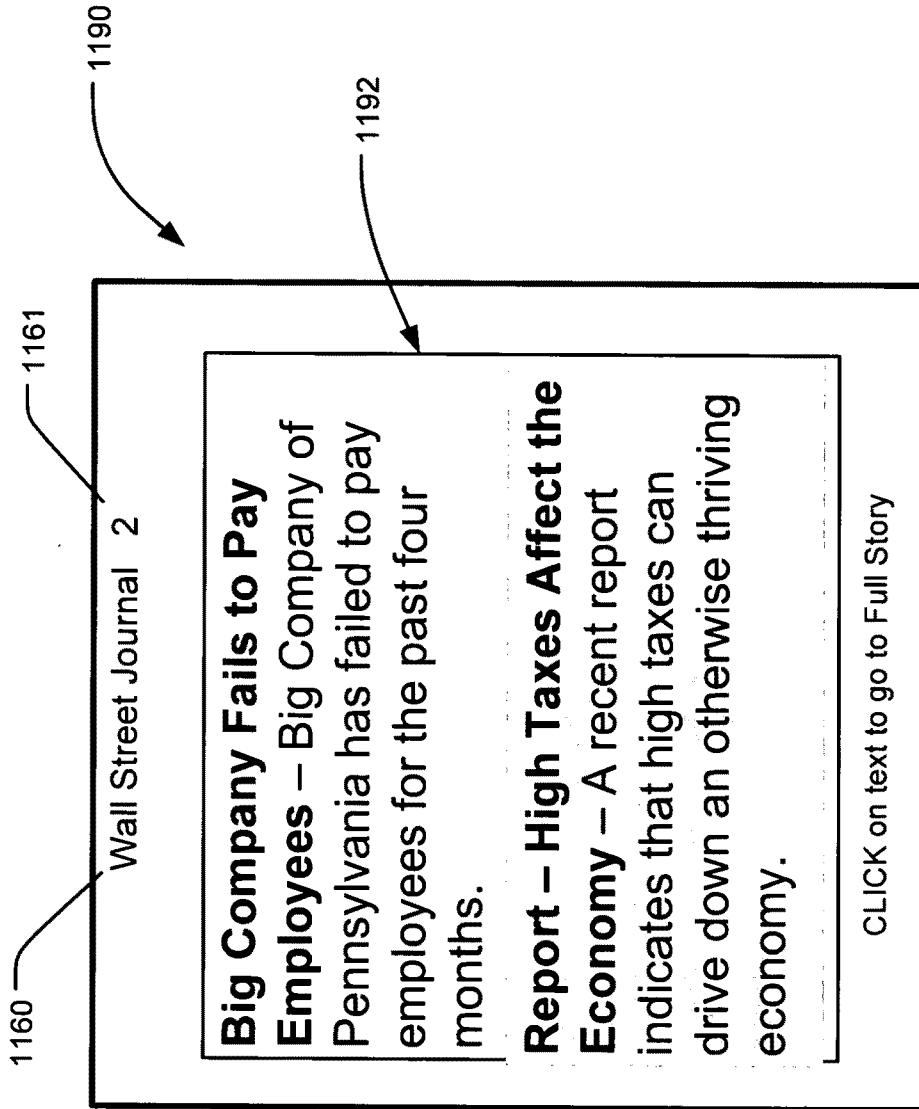 1190
1161
1160
1192
Wall Street Journal 2
Big Company Fails to Pay
Employees – Big Company of
Pennsylvania has failed to pay
employees for the past four
months.
Report – High Taxes Affect the
Economy – A recent report
indicates that high taxes can
drive down an otherwise thriving
economy.
CLICK on text to go to Full Story